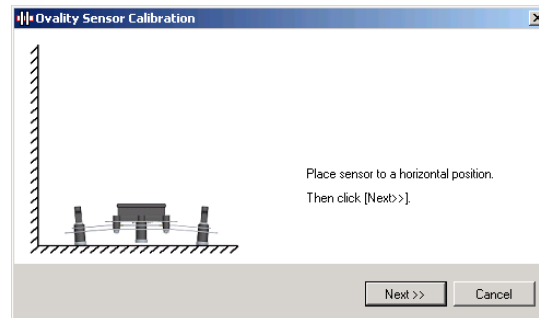 Ovality Sensor Calibration
Place sensor to a horizontal position.
Then click [Next>>].
Next >>
Cancel